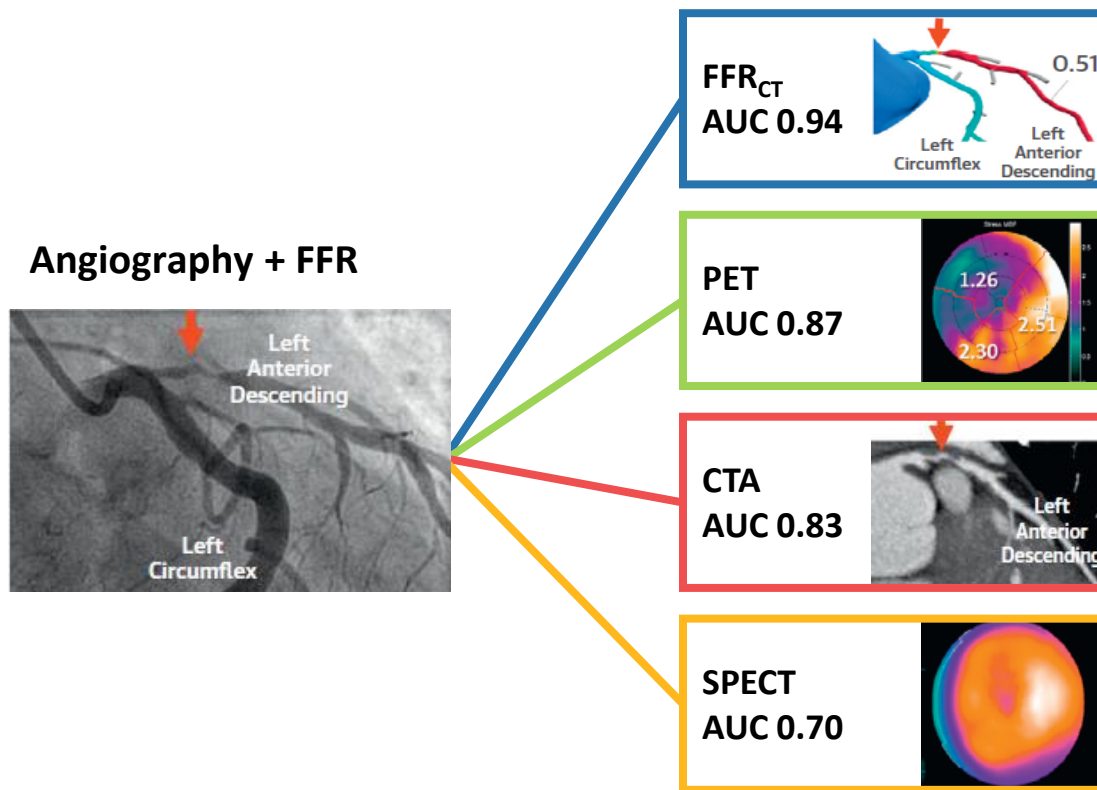 Angiography + FFR
Left
Anterior
Descending
Left
Circumflex
FFRCT
AUC 0.94
0.51
Left
Circumflex
Left
Anterior
Descending
PET
AUC 0.87
Stress MBF
1.26
2.51
2.30
CTA
AUC 0.83
Left
Anterior
Descending
SPECT
AUC 0.70